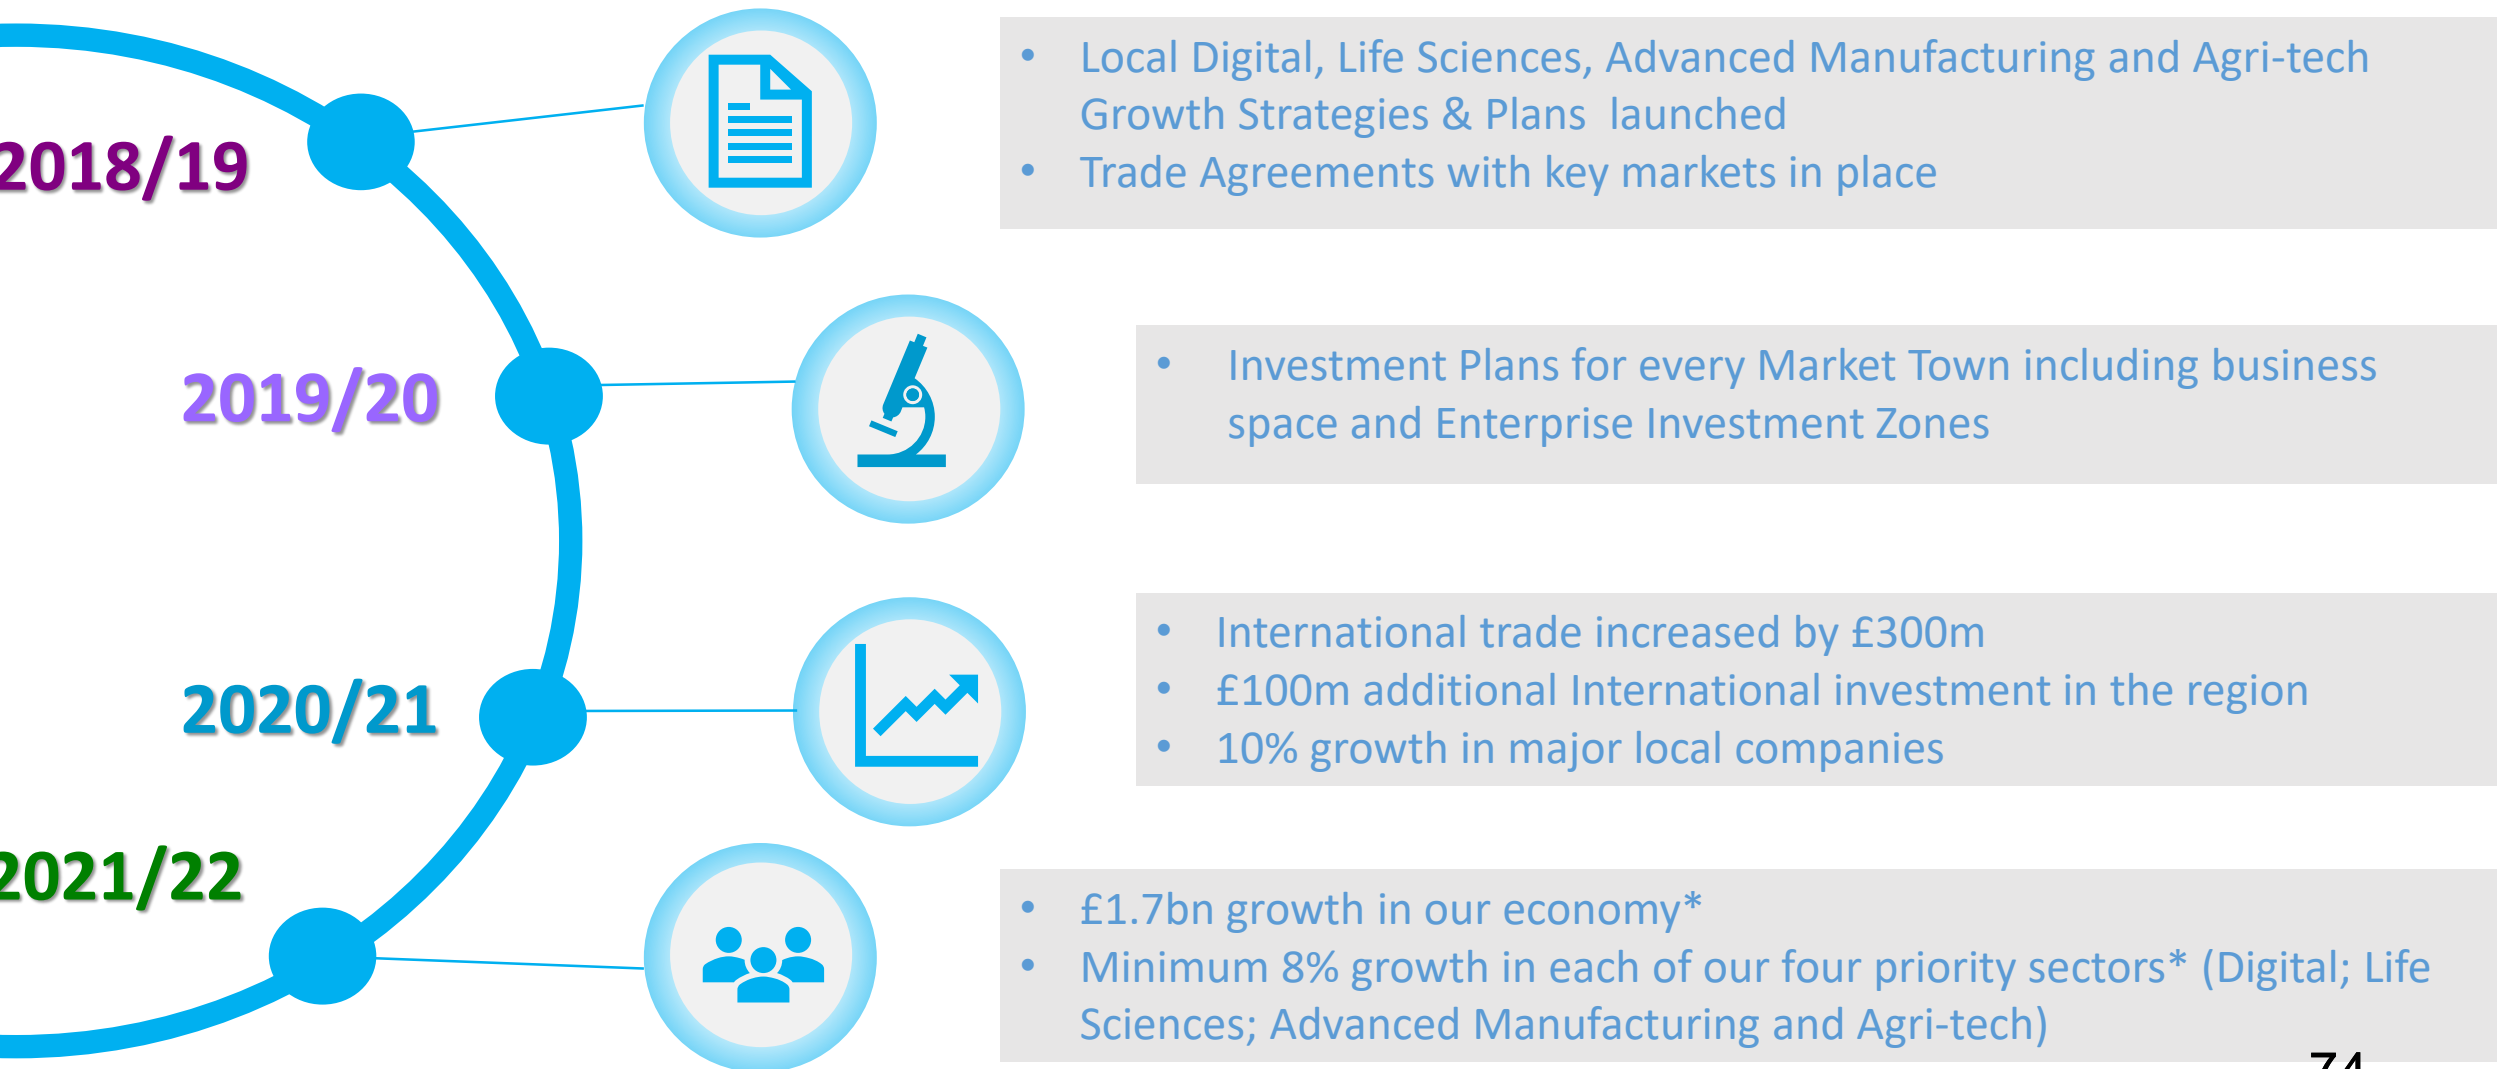 2018/19
• Local Digital, Life Sciences, Advanced Manufacturing and Agri-tech
Growth Strategies & Plans launched
• Trade Agreements with key markets in place
2019/20
• Investment Plans for every Market Town including business
space and Enterprise Investment Zones
2020/21
• International trade increased by £300m
• £100m additional International investment in the region
• 10% growth in major local companies
2021/22
• £1.7bn growth in our economy*
• Minimum 8% growth in each of our four priority sectors* (Digital; Life
Sciences; Advanced Manufacturing and Agri-tech)
74